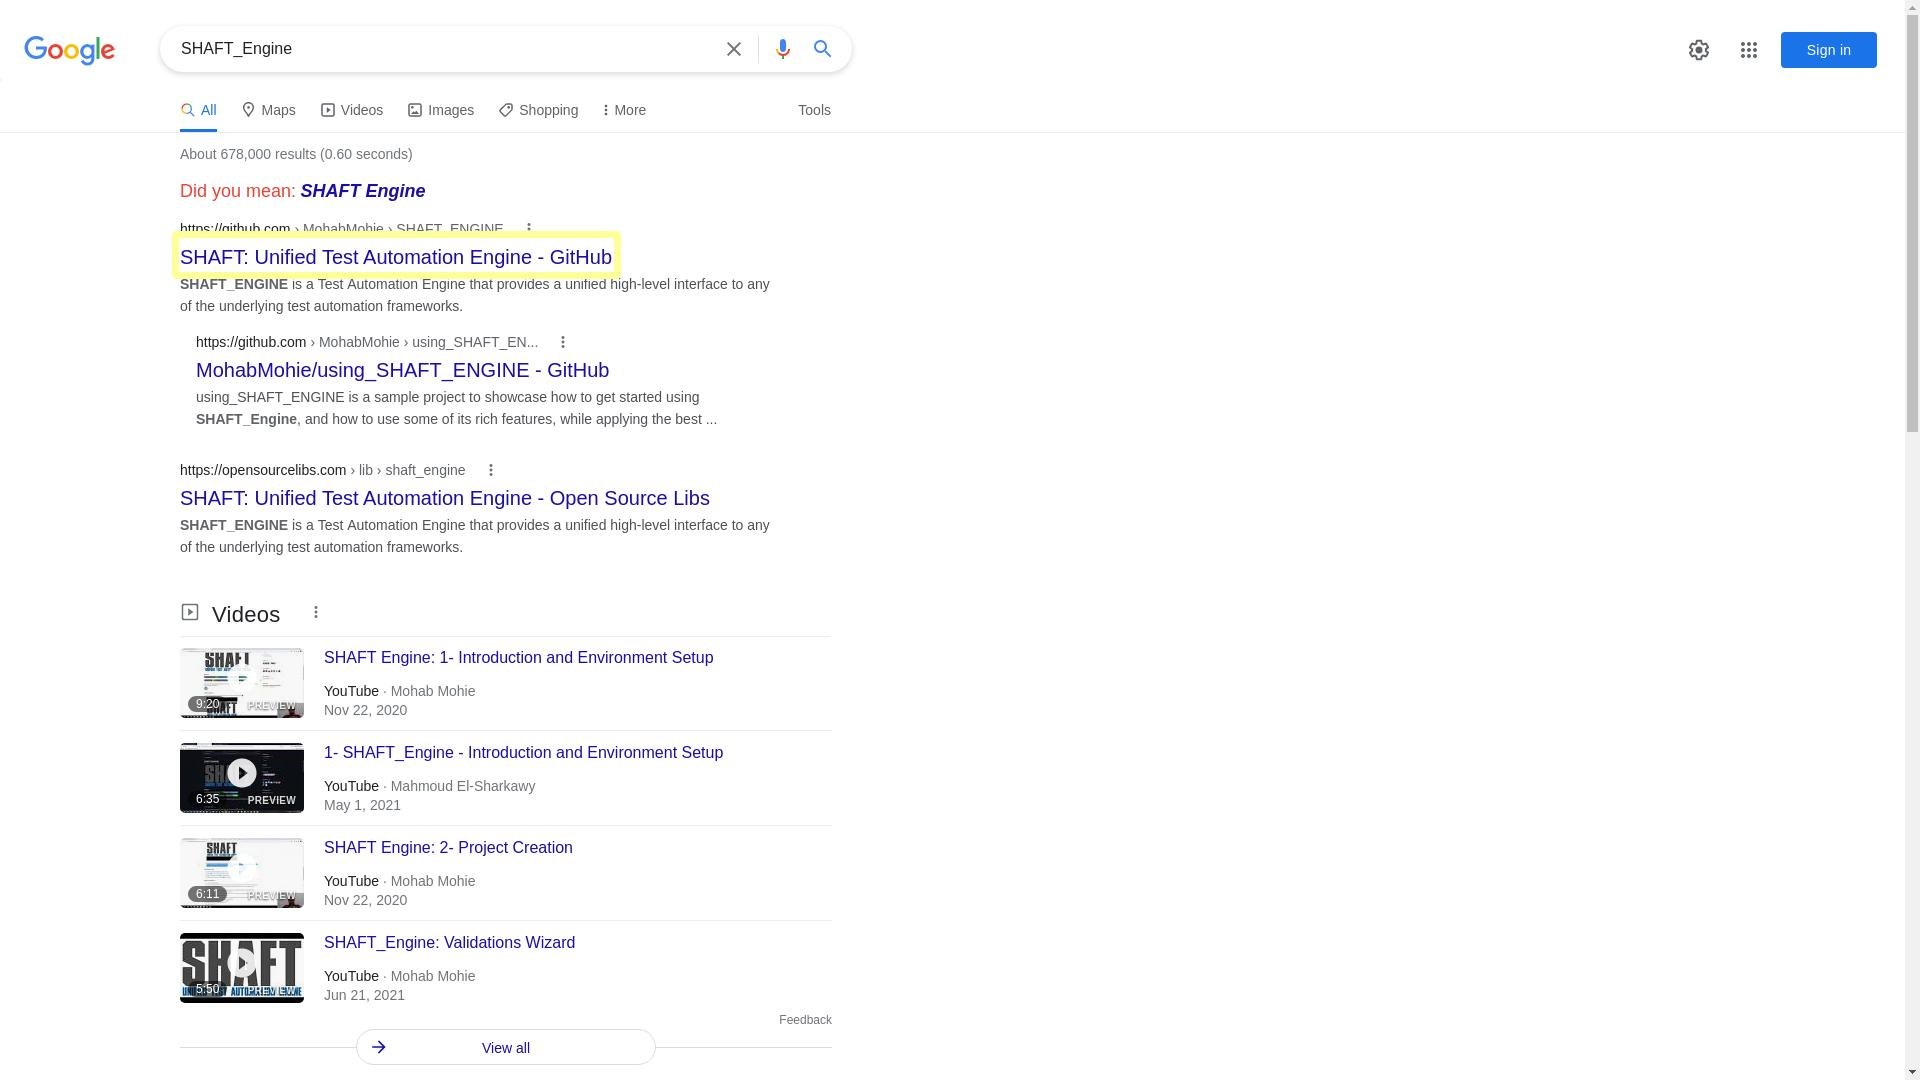 Google
SHAFT_Engine
Sign in
All
Maps
Videos
Images
Shopping
More
Tools
About 678,000 results (0.60 seconds)
Did you mean: SHAFT Engine
https://github.com › MohabMohie › SHAFT_ENGINE
SHAFT: Unified Test Automation Engine - GitHub
SHAFT_ENGINE is a Test Automation Engine that provides a unified high-level interface to any
of the underlying test automation frameworks.
https://github.com › MohabMohie › using_SHAFT_EN...
MohabMohie/using_SHAFT_ENGINE - GitHub
using_SHAFT_ENGINE is a sample project to showcase how to get started using
SHAFT_Engine, and how to use some of its rich features, while applying the best ...
https://opensourcelibs.com › lib › shaft_engine
SHAFT: Unified Test Automation Engine - Open Source Libs
SHAFT_ENGINE is a Test Automation Engine that provides a unified high-level interface to any
of the underlying test automation frameworks.
Videos
SHAFT
9:20
PREVIEW
SHAFT Engine: 1- Introduction and Environment Setup
YouTube · Mohab Mohie
Nov 22, 2020
6:35
PREVIEW
1- SHAFT_Engine - Introduction and Environment Setup
YouTube · Mahmoud El-Sharkawy
May 1, 2021
SHAFT
6:11
PREVIEW
SHAFT Engine: 2- Project Creation
YouTube · Mohab Mohie
Nov 22, 2020
SHAFT
5:50
PREVIEW
SHAFT_Engine: Validations Wizard
YouTube · Mohab Mohie
Jun 21, 2021
Feedback
View all